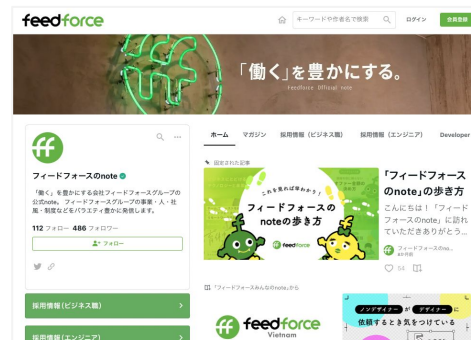 feedforce
キーワードや作者名で検索
ログイン
会員登録
「働く」を豊かにする。
Feedforce Official note
フィードフォースのnote
「働く」を豊かにする会社フィードフォースグループの
公式note。 フィードフォースグループの事業・人・社
風・制度などをバラエティ豊かに発信します。
112 フォロー 486 フォロワー
フォロー
採用情報(ビジネス職)
採用情報(エンジニア)
ホーム
マガジン
採用情報(ビジネス職)
採用情報(エンジニア)
Developer
固定された記事
これを見れば早わかり!
フィードフォースの
noteの歩き方
feedforce
「フィードフォース
のnote」の歩き方
こんにちは!「フィード
フォースのnote」に訪れ
ていただきありがとう...
フィードフォースのno...
54
『フィードフォースみんなのnote』から
feedforce
Vietnam
ノンデザイナー が デザイナー に
依頼するとき気をつけている